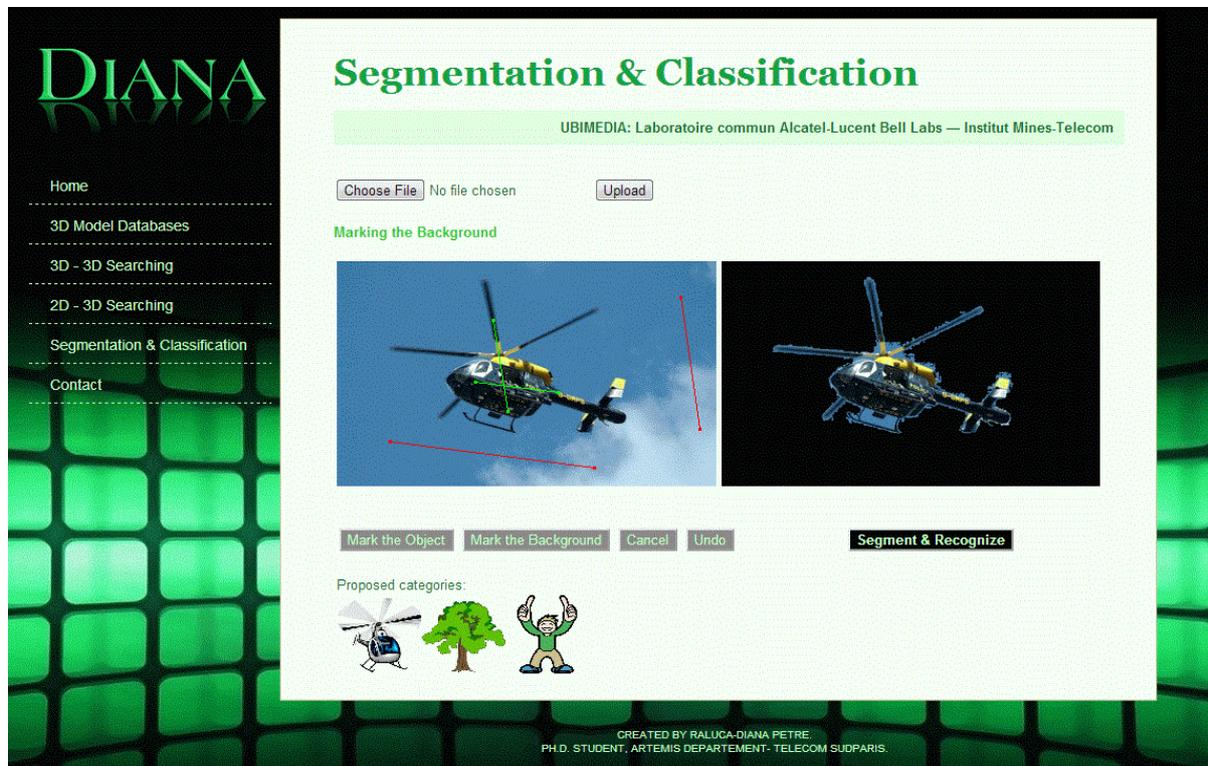 DIANA
Home
3D Model Databases
3D - 3D Searching
2D - 3D Searching
Segmentation & Classification
Contact
Segmentation & Classification
UBIMEDIA: Laboratoire commun Alcatel-Lucent Bell Labs — Institut Mines-Telecom
Choose File No file chosen Upload
Marking the Background
Mark the Object Mark the Background Cancel Undo Segment & Recognize
Proposed categories:
CREATED BY RALUCA-DIANA PETRE.
PH.D. STUDENT, ARTEMIS DEPARTEMENT- TELECOM SUDPARIS.